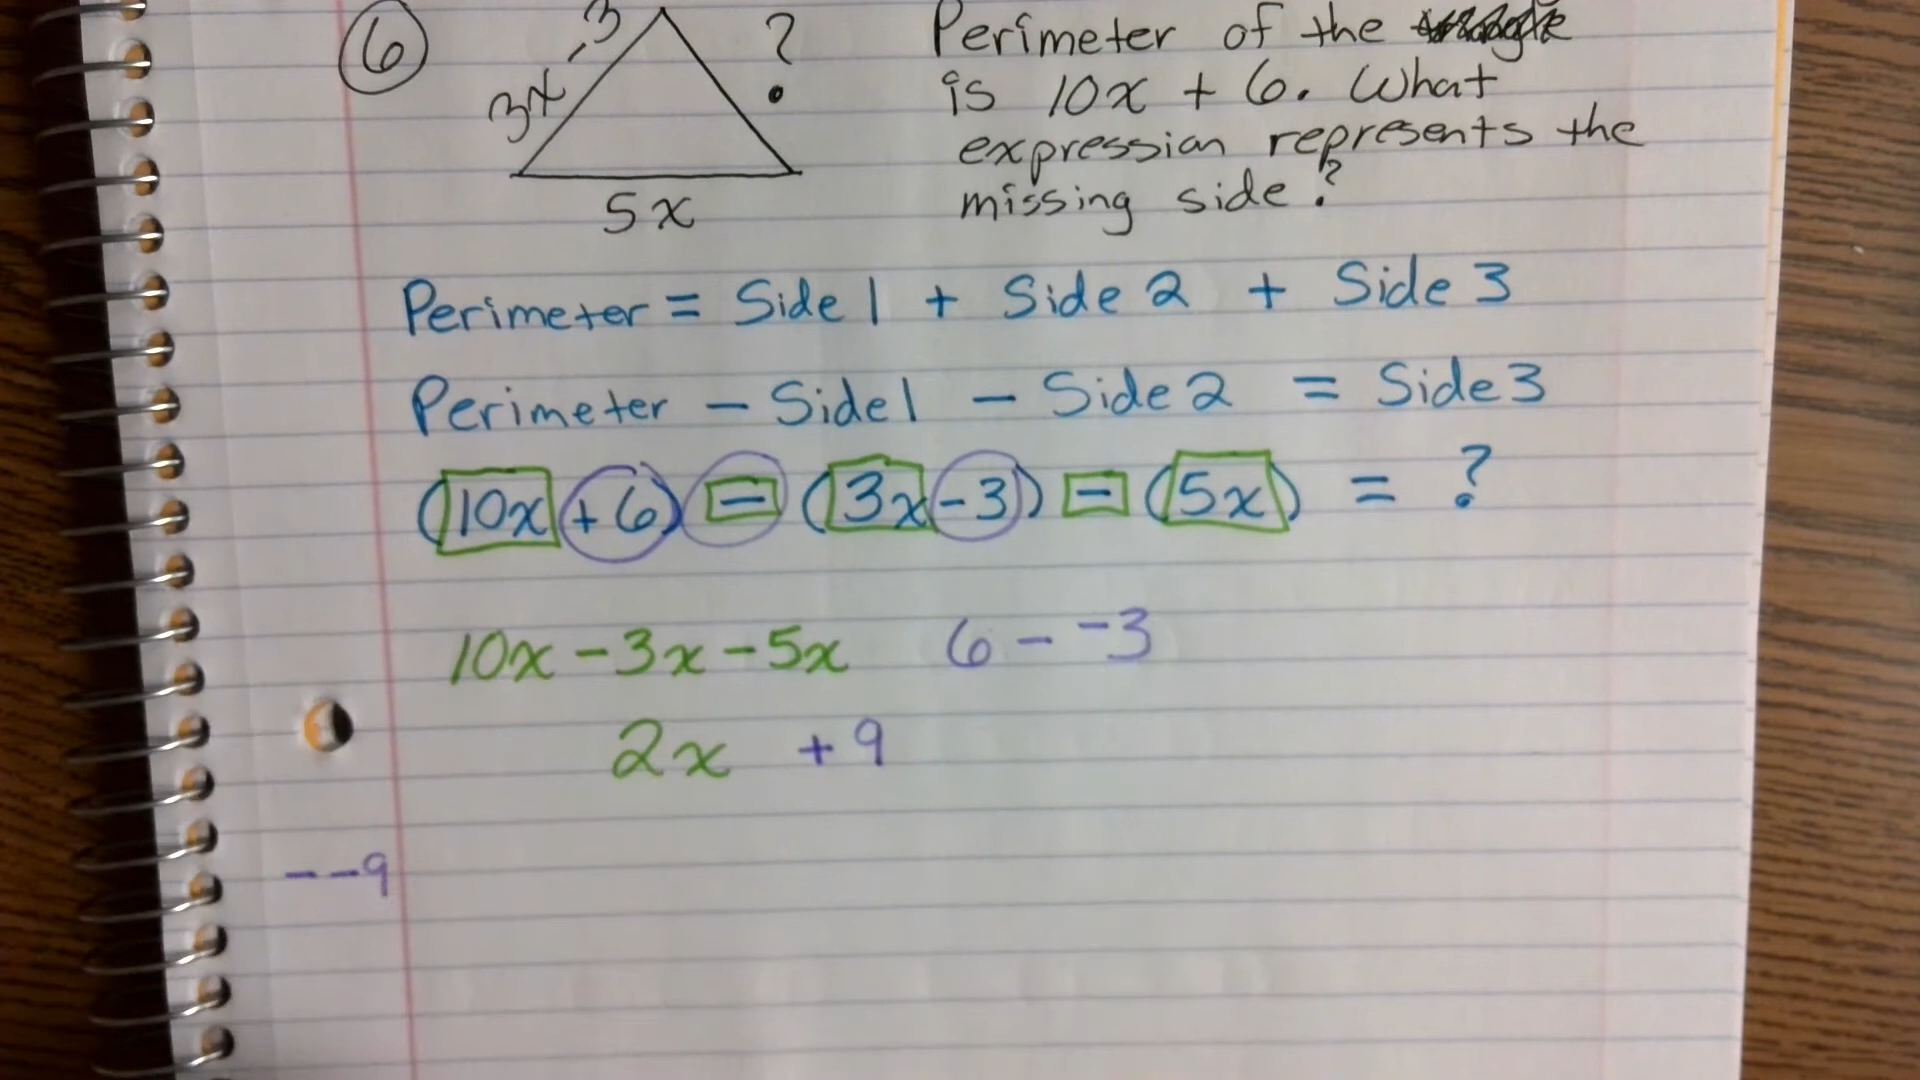 6
3x - 3
?
5x
Perimeter of the
is 10x + 6. What
expression represents the
missing side?
Perimeter = Side 1 + Side 2 + Side 3
Perimeter - Side 1 - Side 2 = Side 3
(10x + 6) - (3x - 3) - (5x) = ?
10x - 3x - 5x 6 - -3
2x + 9
- - 9